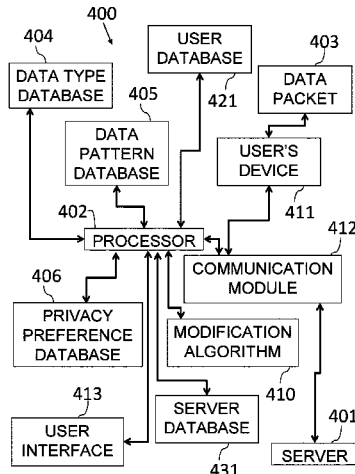 400
404
DATA TYPE
DATABASE
USER
DATABASE
421
403
DATA
PACKET
405
DATA
PATTERN
DATABASE
USER'S
DEVICE
411
402
PROCESSOR
412
COMMUNICATION
MODULE
406
PRIVACY
PREFERENCE
DATABASE
MODIFICATION
ALGORITHM
410
413
USER
INTERFACE
SERVER
DATABASE
431
401
SERVER